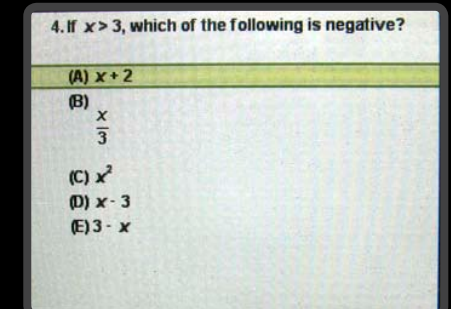 4. If x > 3, which of the following is negative?
(A) x + 2
(B)
x
3
(C) x²
(D) x - 3
(E) 3 - x